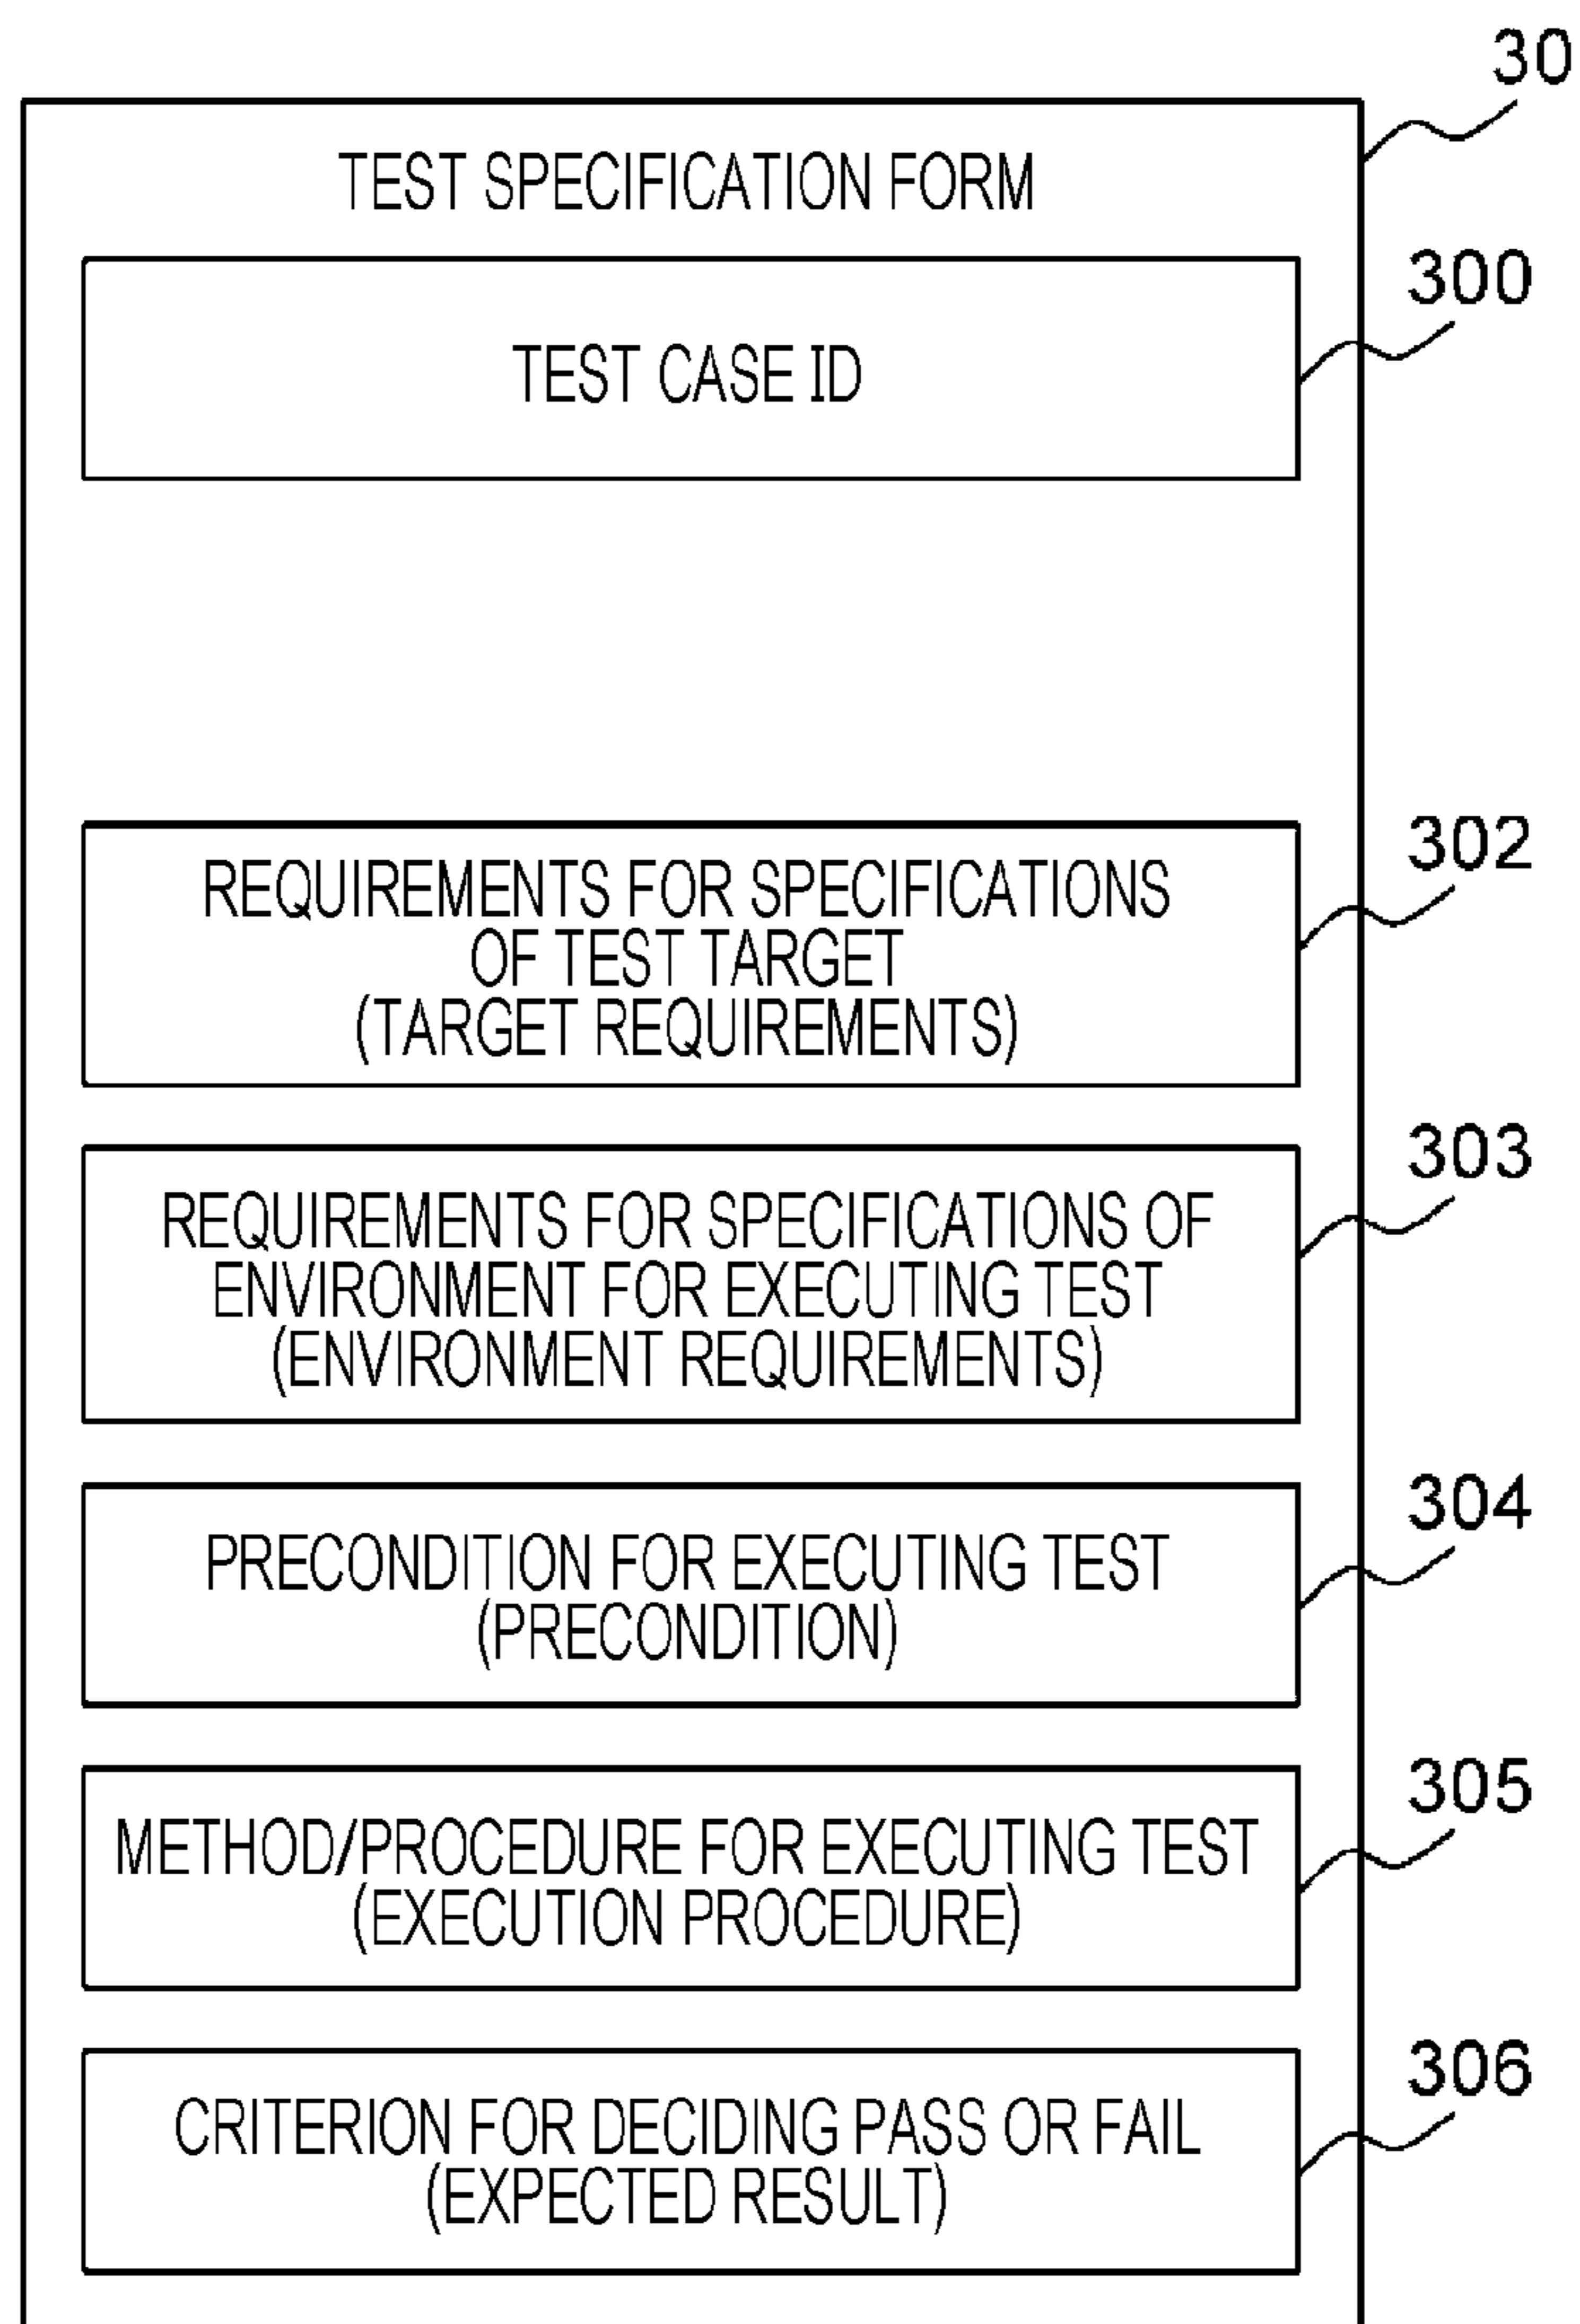 30
TEST SPECIFICATION FORM
300
TEST CASE ID
302
REQUIREMENTS FOR SPECIFICATIONS
OF TEST TARGET
(TARGET REQUIREMENTS)
303
REQUIREMENTS FOR SPECIFICATIONS OF
ENVIRONMENT FOR EXECUTING TEST
(ENVIRONMENT REQUIREMENTS)
304
PRECONDITION FOR EXECUTING TEST
(PRECONDITION)
305
METHOD/PROCEDURE FOR EXECUTING TEST
(EXECUTION PROCEDURE)
306
CRITERION FOR DECIDING PASS OR FAIL
(EXPECTED RESULT)